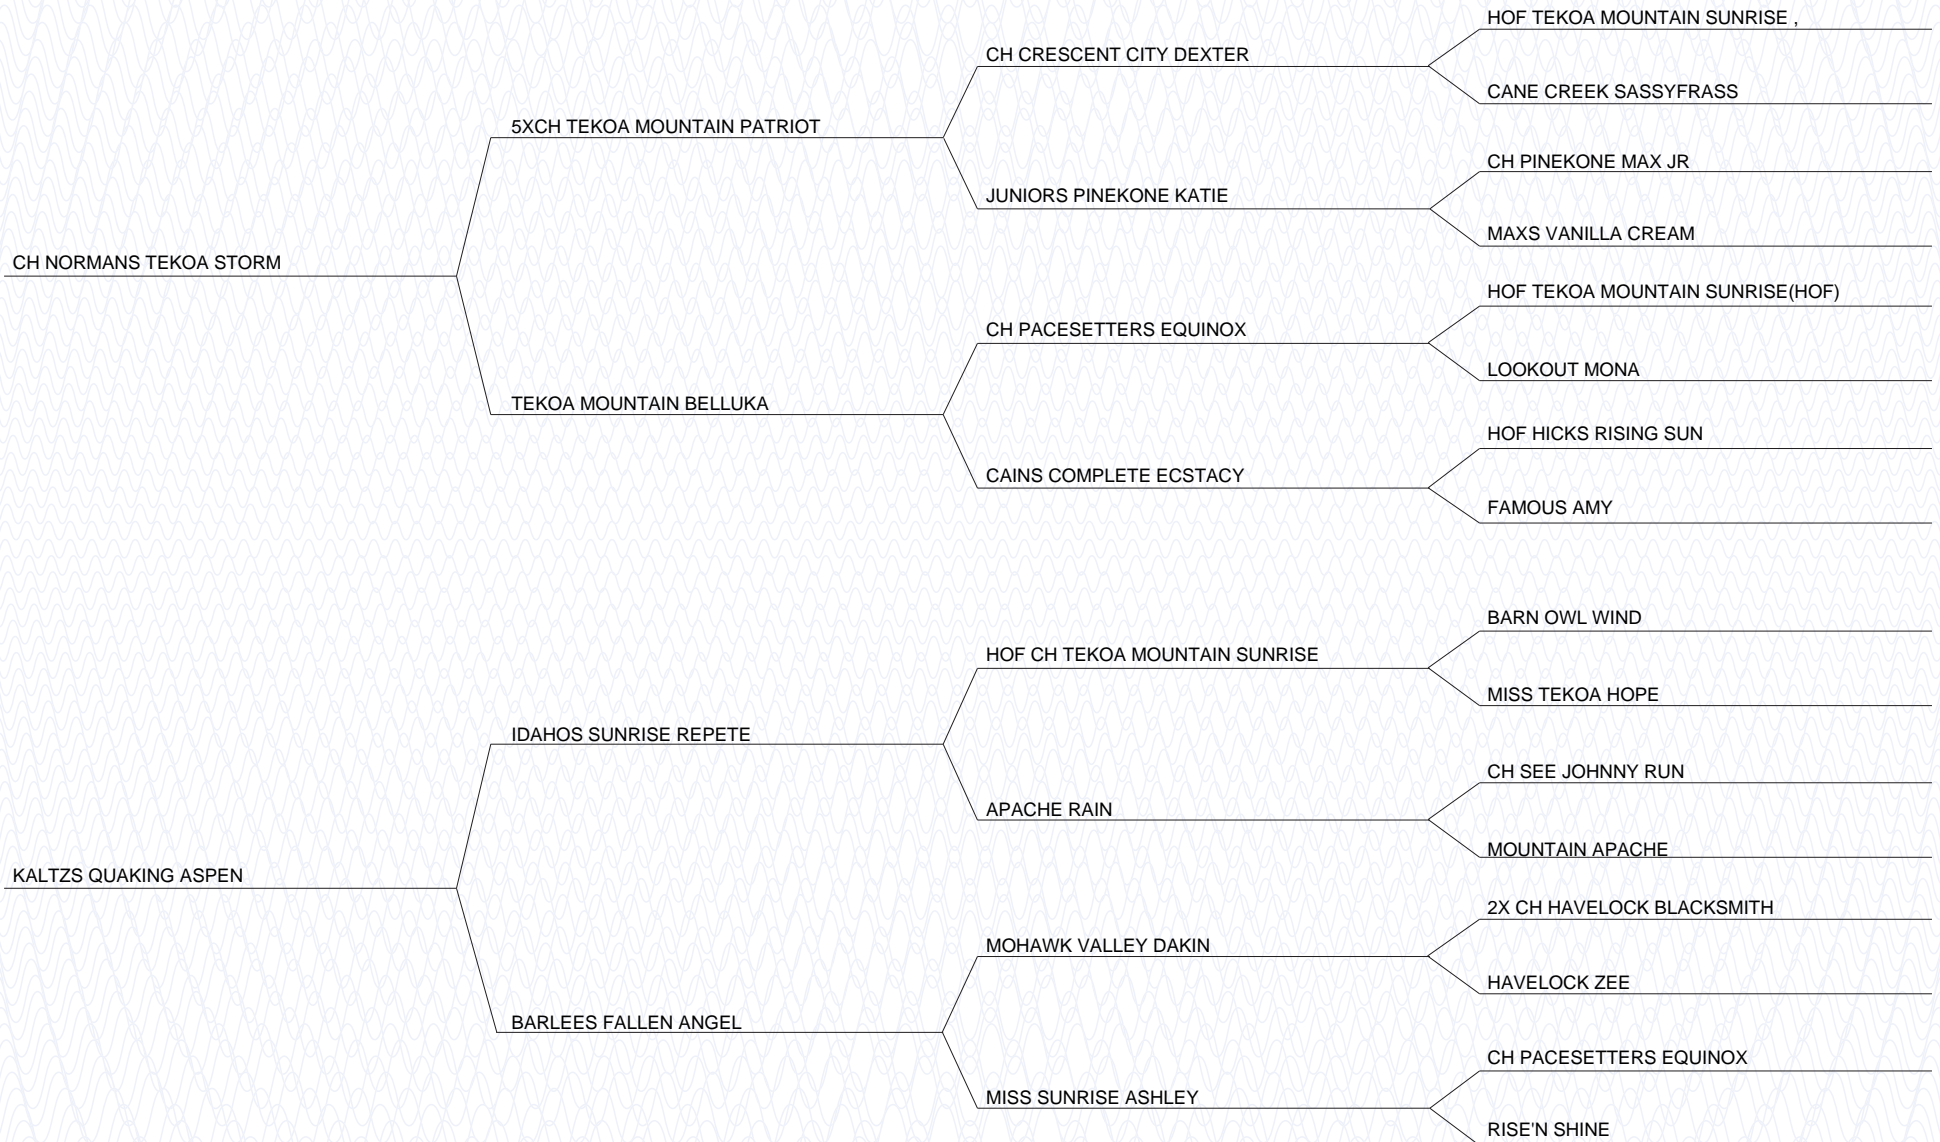 HOF TEKOA MOUNTAIN SUNRISE ,
CH CRESCENT CITY DEXTER
CANE CREEK SASSYFRASS
5XCH TEKOA MOUNTAIN PATRIOT
CH PINEKONE MAX JR
JUNIORS PINEKONE KATIE
MAXS VANILLA CREAM
CH NORMANS TEKOA STORM
HOF TEKOA MOUNTAIN SUNRISE(HOF)
CH PACESETTERS EQUINOX
LOOKOUT MONA
TEKOA MOUNTAIN BELLUKA
HOF HICKS RISING SUN
CAINS COMPLETE ECSTACY
FAMOUS AMY
BARN OWL WIND
HOF CH TEKOA MOUNTAIN SUNRISE
MISS TEKOA HOPE
IDAHOS SUNRISE REPETE
CH SEE JOHNNY RUN
APACHE RAIN
MOUNTAIN APACHE
KALTZS QUAKING ASPEN
2X CH HAVELOCK BLACKSMITH
MOHAWK VALLEY DAKIN
HAVELOCK ZEE
BARLEES FALLEN ANGEL
CH PACESETTERS EQUINOX
MISS SUNRISE ASHLEY
RISE'N SHINE